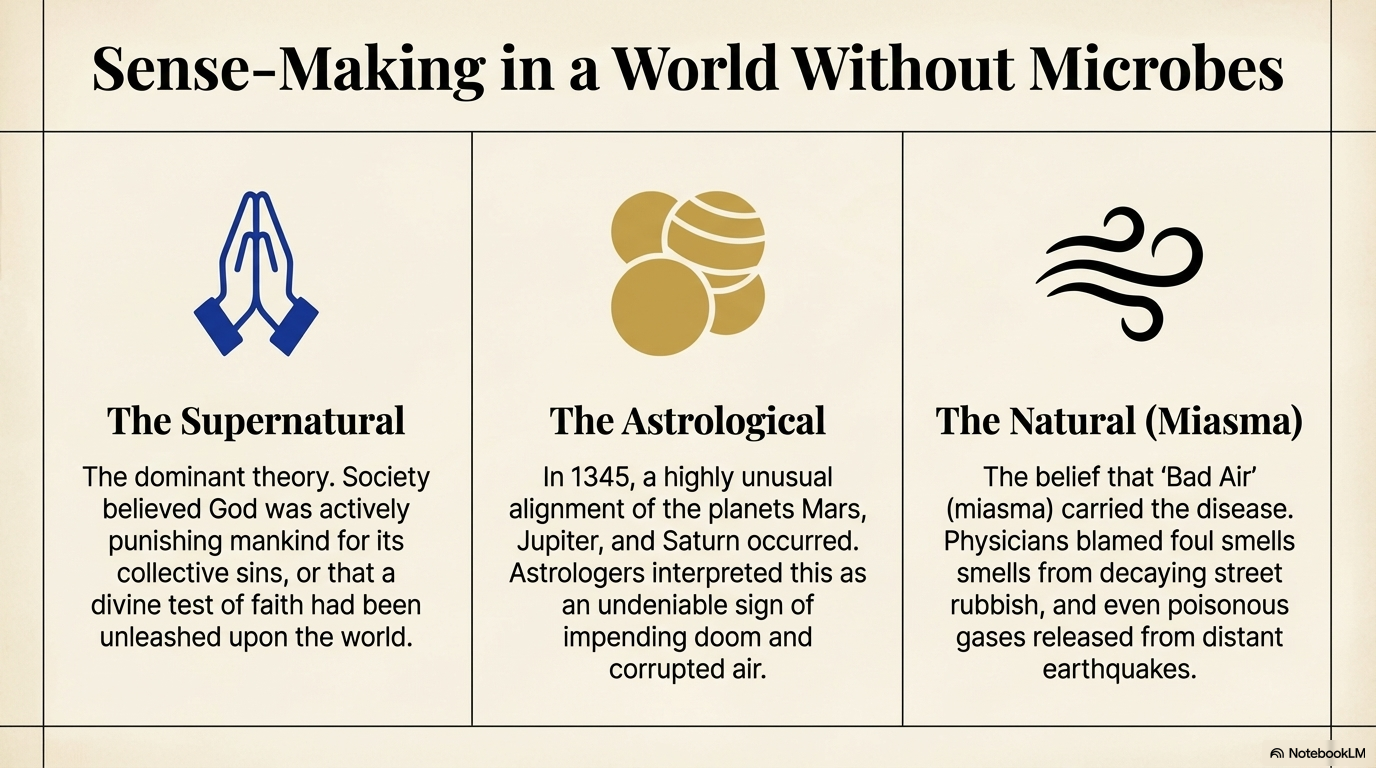 Sense-Making in a World Without Microbes
The Supernatural
The dominant theory. Society
believed God was actively
punishing mankind for its
collective sins, or that a
divine test of faith had been
unleashed upon the world.
The Astrological
In 1345, a highly unusual
alignment of the planets Mars,
Jupiter, and Saturn occurred.
Astrologers interpreted this as
an undeniable sign of
impending doom and
corrupted air.
The Natural (Miasma)
The belief that ‘Bad Air’
(miasma) carried the disease.
Physicians blamed foul smells
smells from decaying street
rubbish, and even poisonous
gases released from distant
earthquakes.
NotebookLM